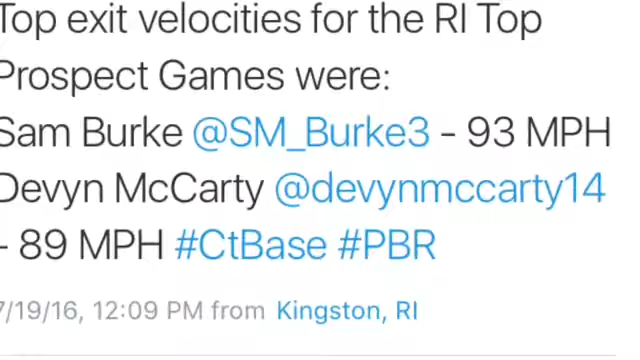 Top exit velocities for the RI Top
Prospect Games were:
Sam Burke @SM_Burke3 - 93 MPH
Devyn McCarty @devynmccarty14
- 89 MPH #CtBase #PBR
7/19/16, 12:09 PM from Kingston, RI